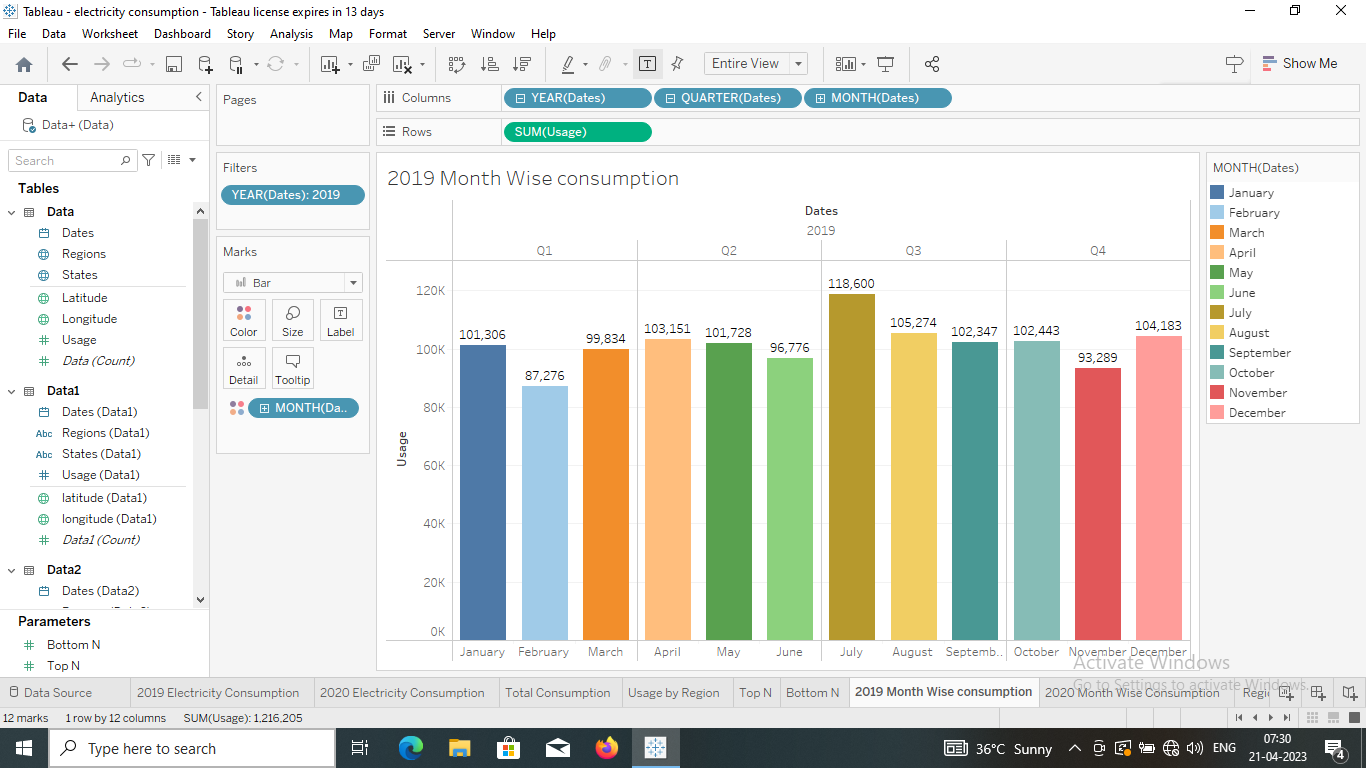 Tableau - electricity consumption - Tableau license expires in 13 days
File Data Worksheet Dashboard Story Analysis Map Format Server Window Help
Entire View
Show Me
Data Analytics
Data+ (Data)
Search
Tables
Data
Dates
Regions
States
Latitude
Longitude
Usage
Data (Count)
Data1
Dates (Data1)
Abc Regions (Data1)
Abc States (Data1)
Usage (Data1)
latitude (Data1)
longitude (Data1)
Data1 (Count)
Data2
Dates (Data2)
Parameters
Bottom N
Top N
Pages
Filters
YEAR(Dates): 2019
Marks
Bar
Color Size Label
Detail Tooltip
MONTH(Da..
Columns YEAR(Dates) QUARTER(Dates) MONTH(Dates)
Rows SUM(Usage)
2019 Month Wise consumption
Dates
2019
Q1 Q2 Q3 Q4
Usage
120K
100K
80K
60K
40K
20K
0K
101,306 87,276 99,834 103,151 101,728 96,776 118,600 105,274 102,347 102,443 93,289 104,183
January February March April May June July August Septemb.. October November December
MONTH(Dates)
January
February
March
April
May
June
July
August
September
October
November
December
Activate Windows
Go to Settings to activate Windows.
Data Source 2019 Electricity Consumption 2020 Electricity Consumption Total Consumption Usage by Region Top N Bottom N 2019 Month Wise consumption 2020 Month Wise Consumption Regi
12 marks 1 row by 12 columns SUM(Usage): 1,216,205
Type here to search
36°C Sunny
ENG
07:30
21-04-2023
4